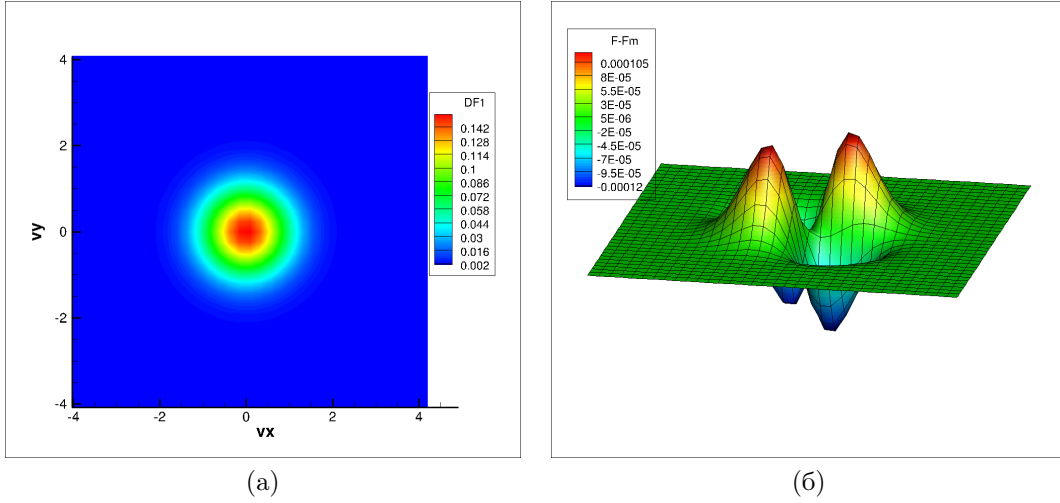 DF1
0.142
0.128
0.114
0.1
0.086
0.072
0.058
0.044
0.03
0.016
0.002
4
2
0
-2
-4
vy
-4
-2
0
2
4
vx
(а)
F-Fm
0.000105
8E-05
5.5E-05
3E-05
5E-06
-2E-05
-4.5E-05
-7E-05
-9.5E-05
-0.00012
(б)